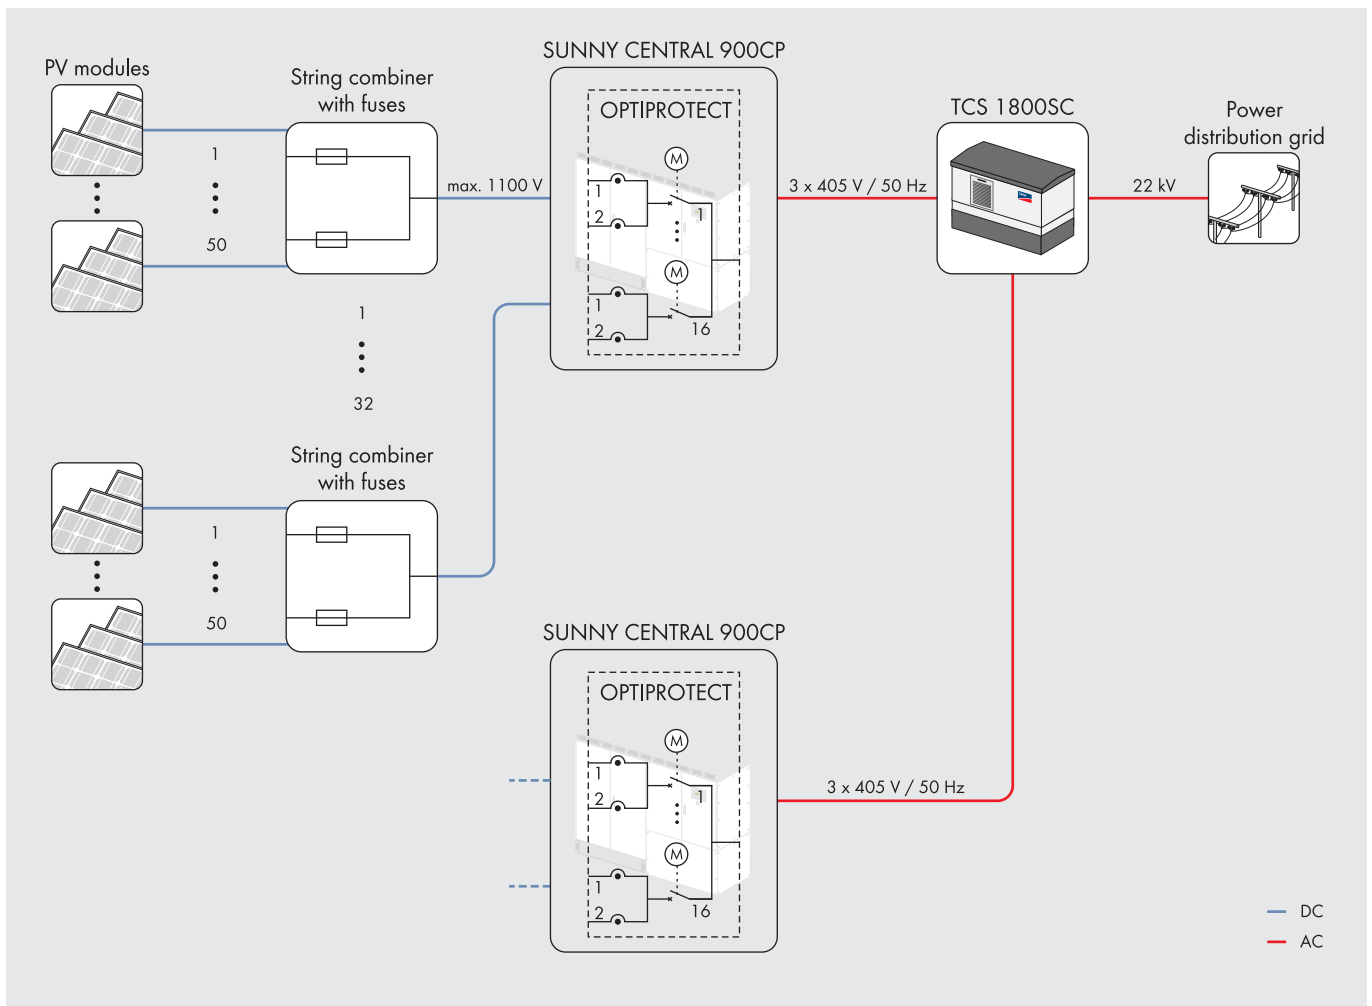 SUNNY CENTRAL 900CP
PV modules
String combiner
with fuses
OPTIPROTECT
TCS 1800SC
Power
distribution grid
M
1
1
max. 1100 V
3 x 405 V / 50 Hz
22 kV
2
1
50
M
1
1
2
16
32
String combiner
with fuses
1
50
SUNNY CENTRAL 900CP
OPTIPROTECT
M
1
2
1
3 x 405 V / 50 Hz
M
1
2
16
DC
AC